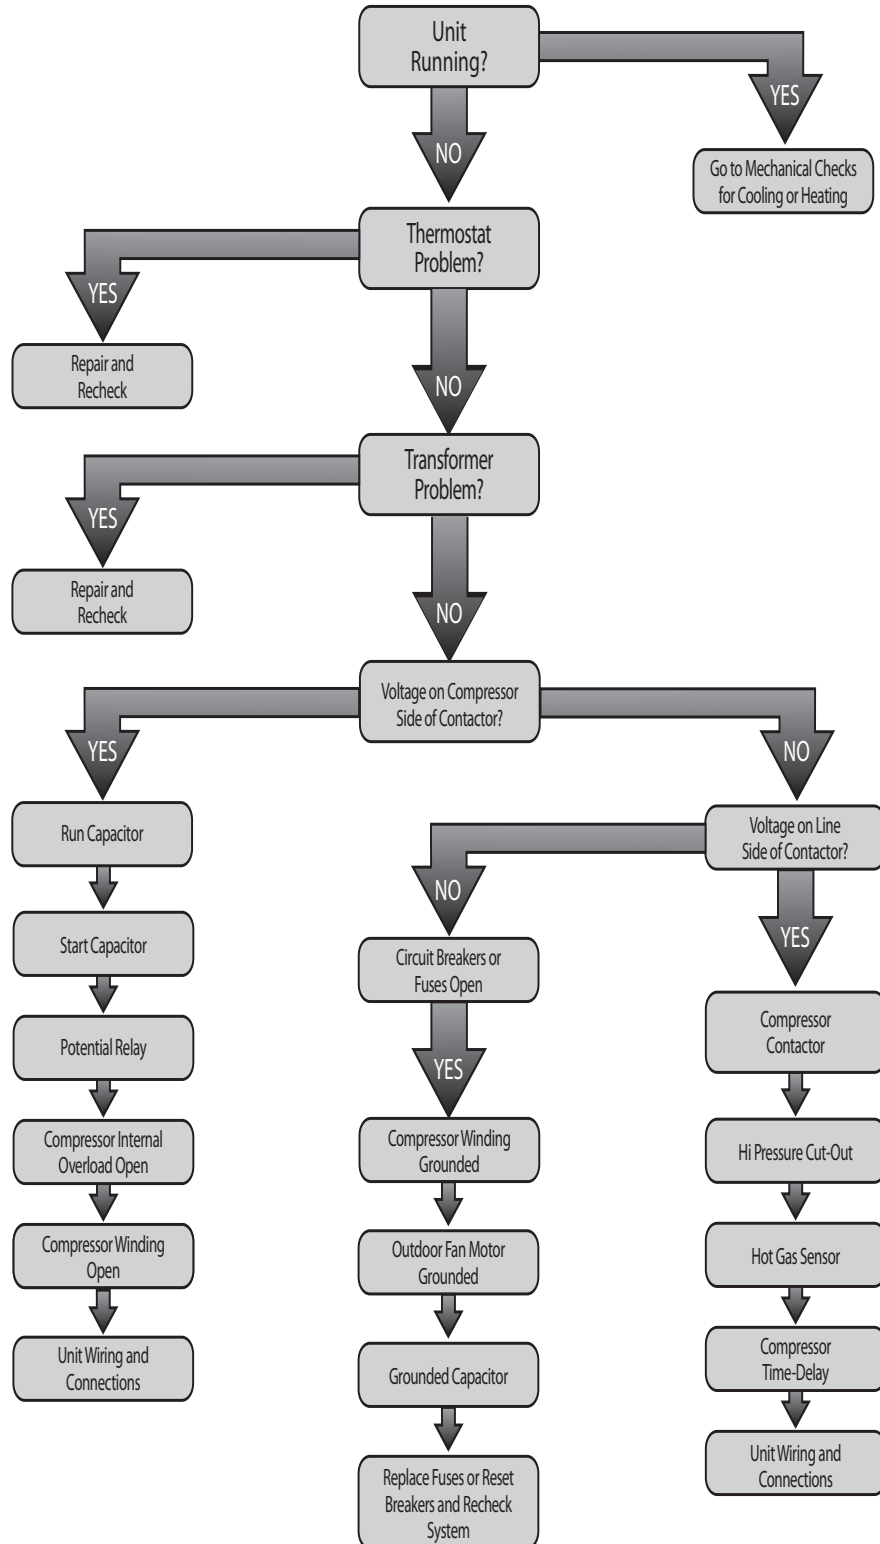 Unit
Running?
YES
NO
Go to Mechanical Checks
for Cooling or Heating
Thermostat
Problem?
YES
Repair and
Recheck
NO
Transformer
Problem?
YES
Repair and
Recheck
NO
Voltage on Compressor
Side of Contactor?
YES
NO
Run Capacitor
Start Capacitor
Potential Relay
Compressor Internal
Overload Open
Compressor Winding
Open
Unit Wiring and
Connections
Voltage on Line
Side of Contactor?
NO
YES
Circuit Breakers or
Fuses Open
YES
Compressor Winding
Grounded
Outdoor Fan Motor
Grounded
Grounded Capacitor
Replace Fuses or Reset
Breakers and Recheck
System
Compressor
Contactor
Hi Pressure Cut-Out
Hot Gas Sensor
Compressor
Time-Delay
Unit Wiring and
Connections